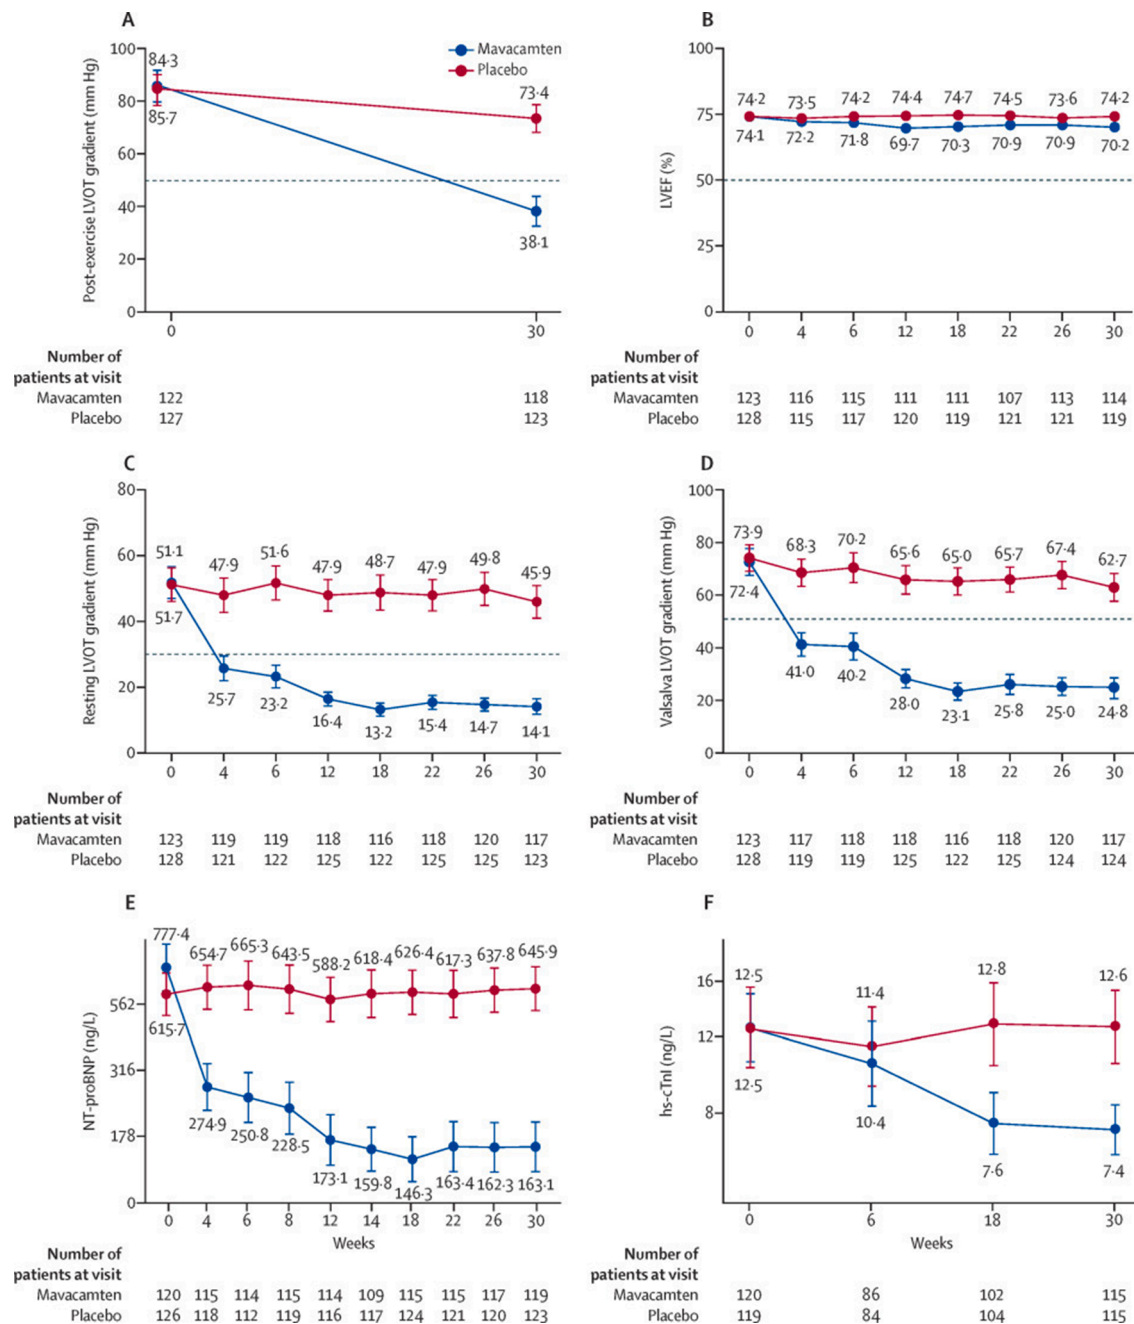 A
Mavacamten
Placebo
Post-exercise LVOT gradient (mm Hg)
100
80
60
40
20
0
84·3
85·7
73·4
38·1
0 30
Number of
patients at visit
Mavacamten 122 118
Placebo 127 123
B
LVEF (%)
100
75
50
25
0
74·2 73·5 74·2 74·4 74·7 74·5 73·6 74·2
74·1 72·2 71·8 69·7 70·3 70·9 70·9 70·2
0 4 6 12 18 22 26 30
Number of
patients at visit
Mavacamten 123 116 115 111 111 107 113 114
Placebo 128 115 117 120 119 121 121 119
C
Resting LVOT gradient (mm Hg)
80
60
40
20
0
51·1 47·9 51·6 47·9 48·7 47·9 49·8 45·9
51·7 25·7 23·2 16·4 13·2 15·4 14·7 14·1
0 4 6 12 18 22 26 30
Number of
patients at visit
Mavacamten 123 119 119 118 116 118 120 117
Placebo 128 121 122 125 122 125 125 123
D
Valsalva LVOT gradient (mm Hg)
100
80
60
40
20
0
73·9 68·3 70·2 65·6 65·0 65·7 67·4 62·7
72·4 41·0 40·2 28·0 23·1 25·8 25·0 24·8
0 4 6 12 18 22 26 30
Number of
patients at visit
Mavacamten 123 117 118 118 116 118 120 117
Placebo 128 119 119 125 122 125 124 124
E
NT-proBNP (ng/L)
562
316
178
0
777·4 654·7 665·3 643·5 588·2 618·4 626·4 617·3 637·8 645·9
615·7 274·9 250·8 228·5 173·1 159·8 146·3 163·4 162·3 163·1
0 4 6 8 12 14 18 22 26 30
Weeks
Number of
patients at visit
Mavacamten 120 115 114 115 114 109 115 115 117 119
Placebo 126 118 112 119 116 117 124 121 120 123
F
hs-cTnI (ng/L)
16
12
8
12·5 11·4 12·8 12·6
12·5 10·4 7·6 7·4
0 6 18 30
Weeks
Number of
patients at visit
Mavacamten 120 86 102 115
Placebo 119 84 104 115